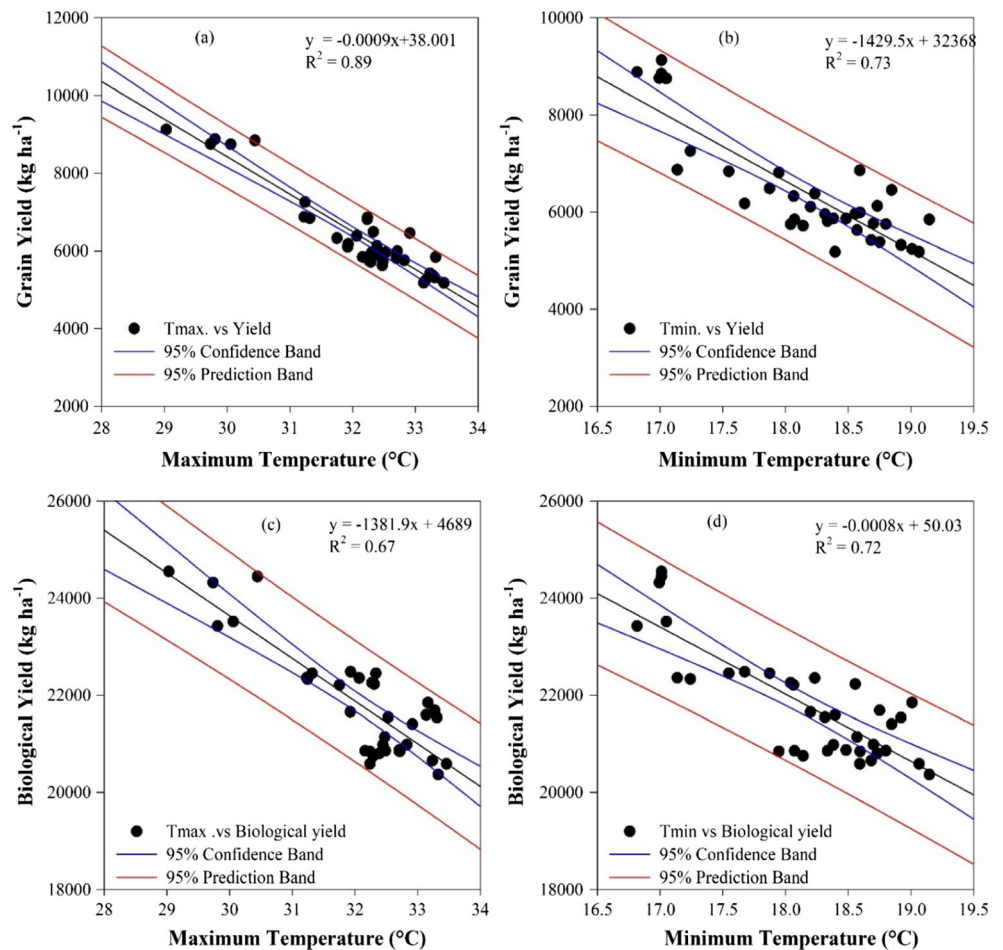 (a)
y = -0.0009x+38.001
R² = 0.89
12000
10000
8000
6000
4000
2000
Grain Yield (kg ha⁻¹)
Tmax. vs Yield
95% Confidence Band
95% Prediction Band
28 29 30 31 32 33 34
Maximum Temperature (°C)
(b)
y = -1429.5x + 32368
R² = 0.73
10000
8000
6000
4000
2000
Grain Yield (kg ha⁻¹)
Tmin. vs Yield
95% Confidence Band
95% Prediction Band
16.5 17.0 17.5 18.0 18.5 19.0 19.5
Minimum Temperature (°C)
(c)
y = -1381.9x + 4689
R² = 0.67
26000
24000
22000
20000
18000
Biological Yield (kg ha⁻¹)
Tmax .vs Biological yield
95% Confidence Band
95% Prediction Band
28 29 30 31 32 33 34
Maximum Temperature (°C)
(d)
y = -0.0008x + 50.03
R² = 0.72
26000
24000
22000
20000
18000
Biological Yield (kg ha⁻¹)
Tmin vs Biological yield
95% Confidence Band
95% Prediction Band
16.5 17.0 17.5 18.0 18.5 19.0 19.5
Minimum Temperature (°C)